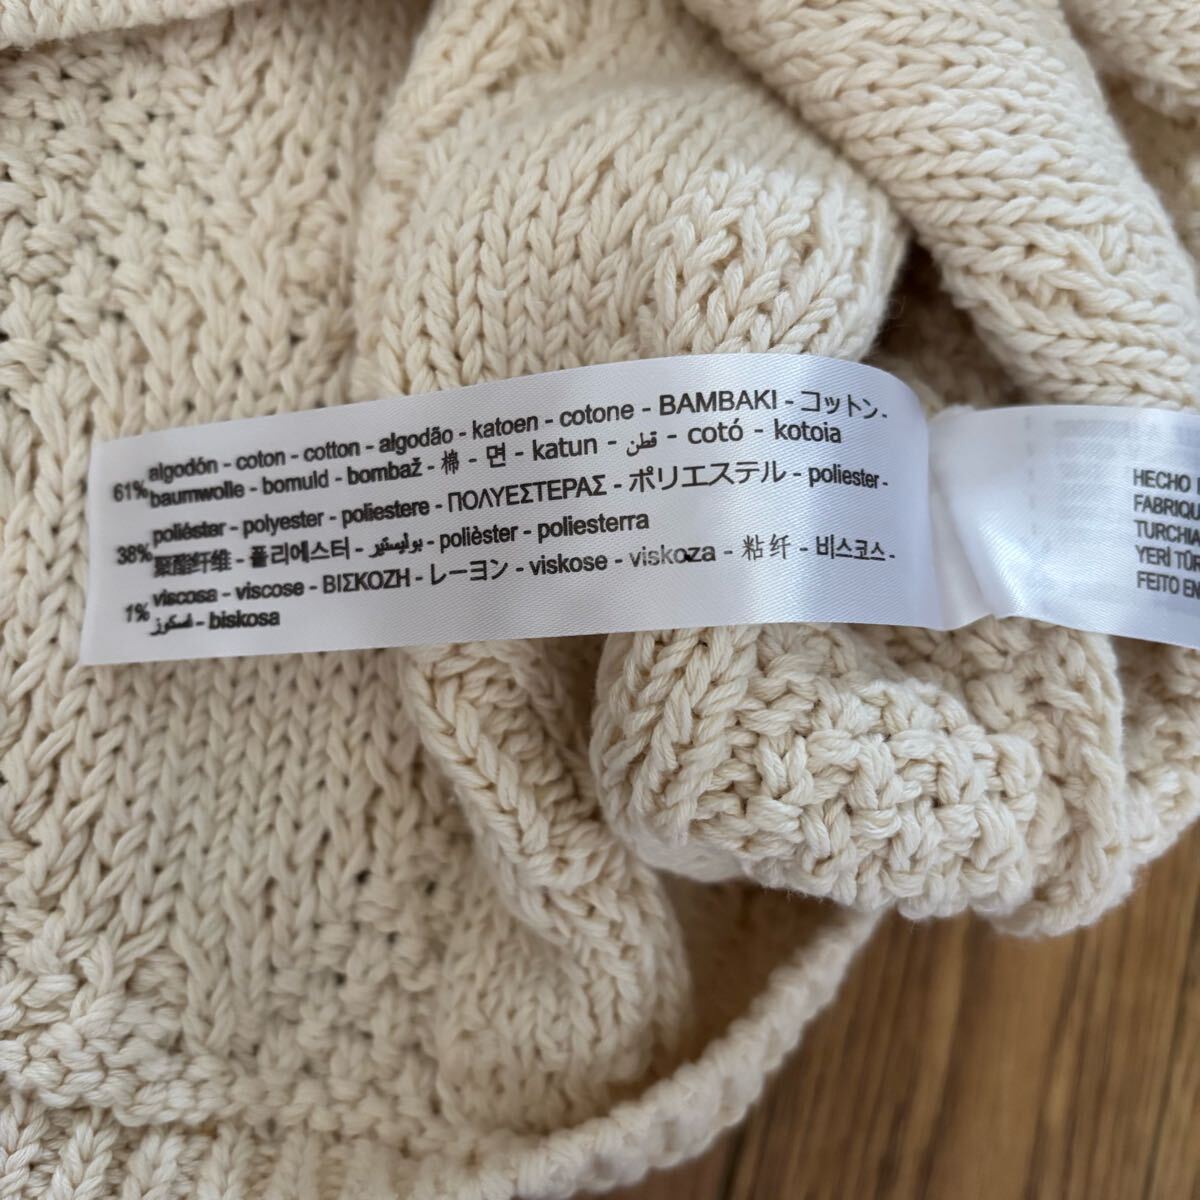 algodón - coton - cotton - algodão - katoen - cotone - BAMBAKI - コットン -
61% baumwolle - bomuld - bombaž - 棉 - 면 - katun - قطن - cotó - kotoia
poliéster - polyester - poliestere - ΠΟΛΥΕΣΤΕΡΑΣ - ポリエステル - poliester -
38% 聚酯纤维 - 폴리에스터 - بوليستير - polièster - poliesterra
viscosa - viscose - ΒΙΣΚΟΖΗ - レーヨン - viskose - viskoza - 粘纤 - 비스코스 -
1% فسكوز - biskosa
HECHO
FABRIQU
TURCHIA
YERİ TÜR
FEITO EN